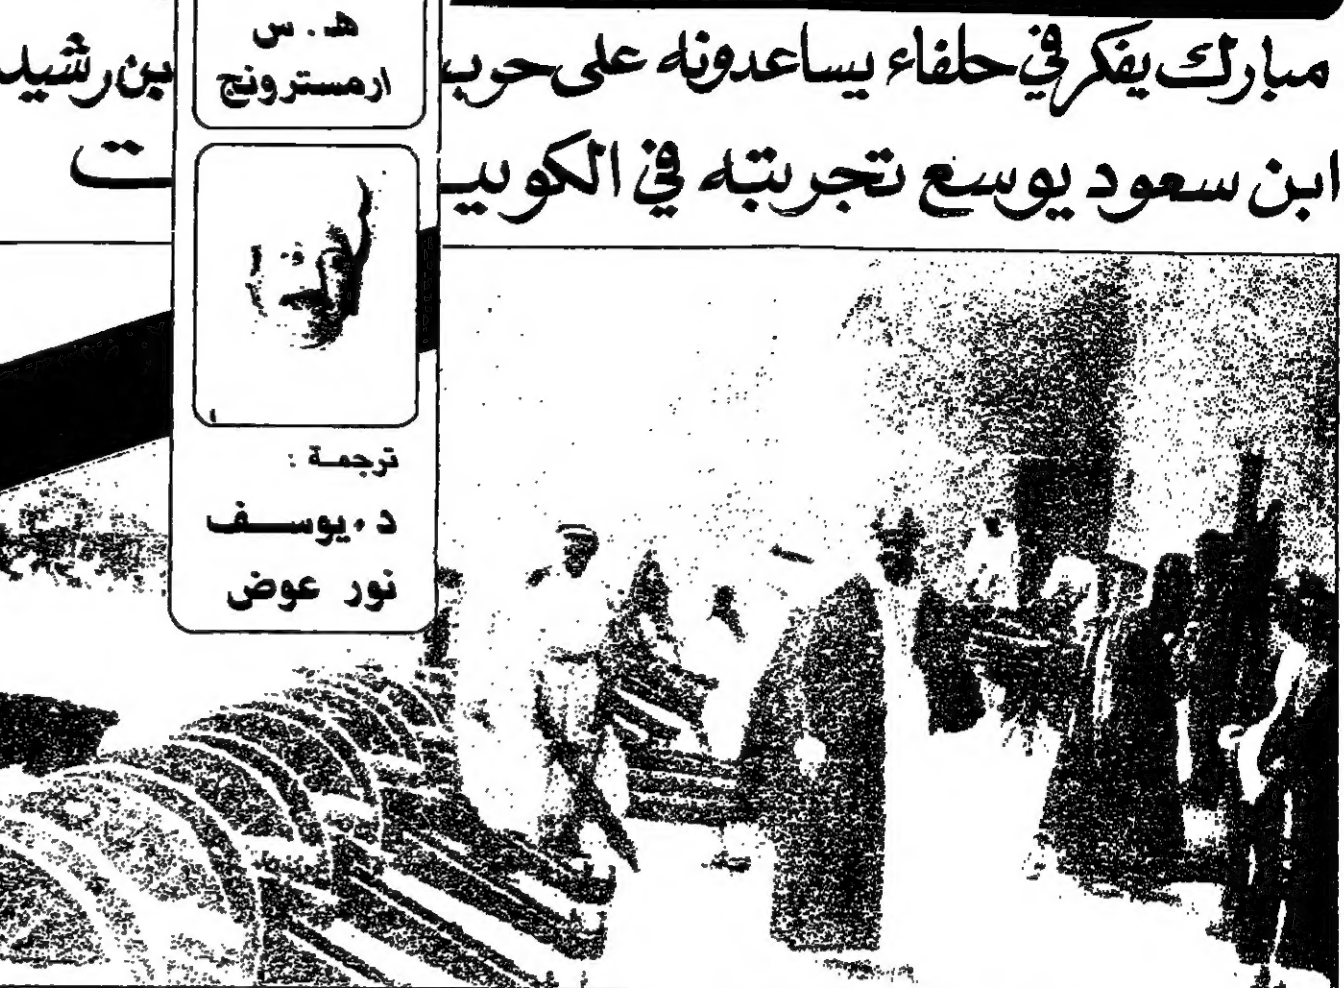 مبارك يفكر في حلفاء يساعدونه على حرب ابن رشيد
ابن سعود يوسع تجربته في الكويت
هـ . س
ارمسترونج
ترجمة :
د . يوسف
نور عوض